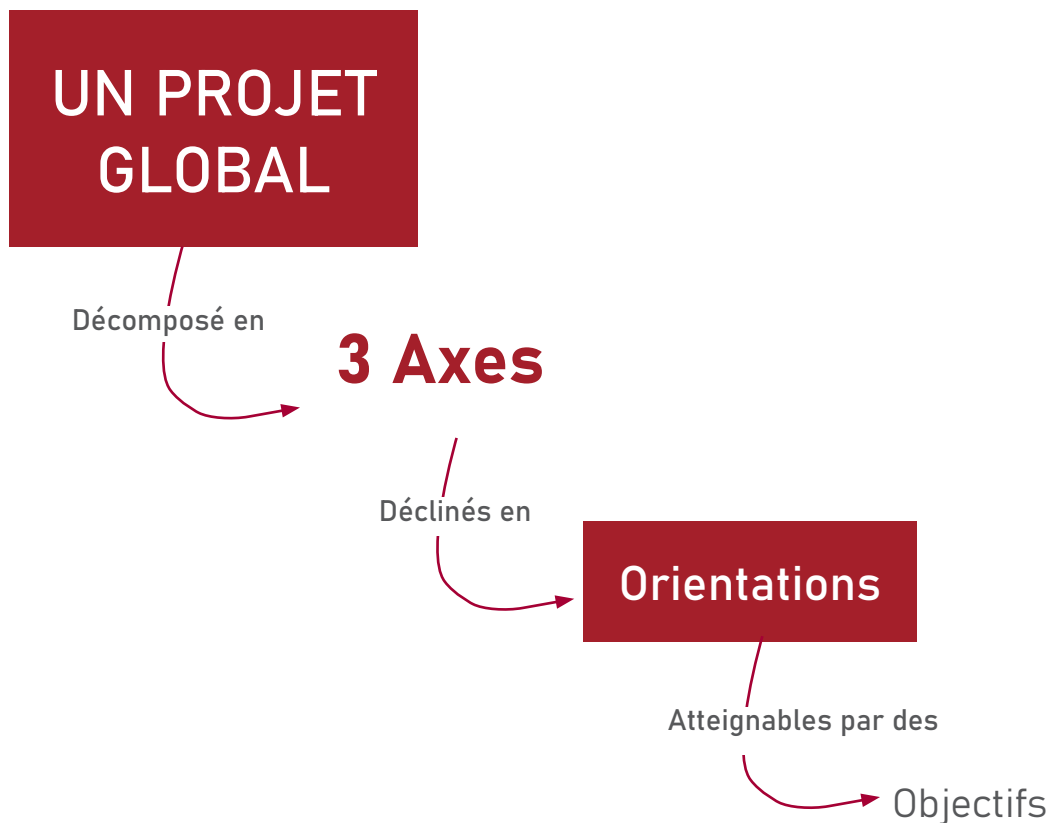 UN PROJET
GLOBAL
Décomposé en
3 Axes
Déclinés en
Orientations
Atteignables par des
Objectifs